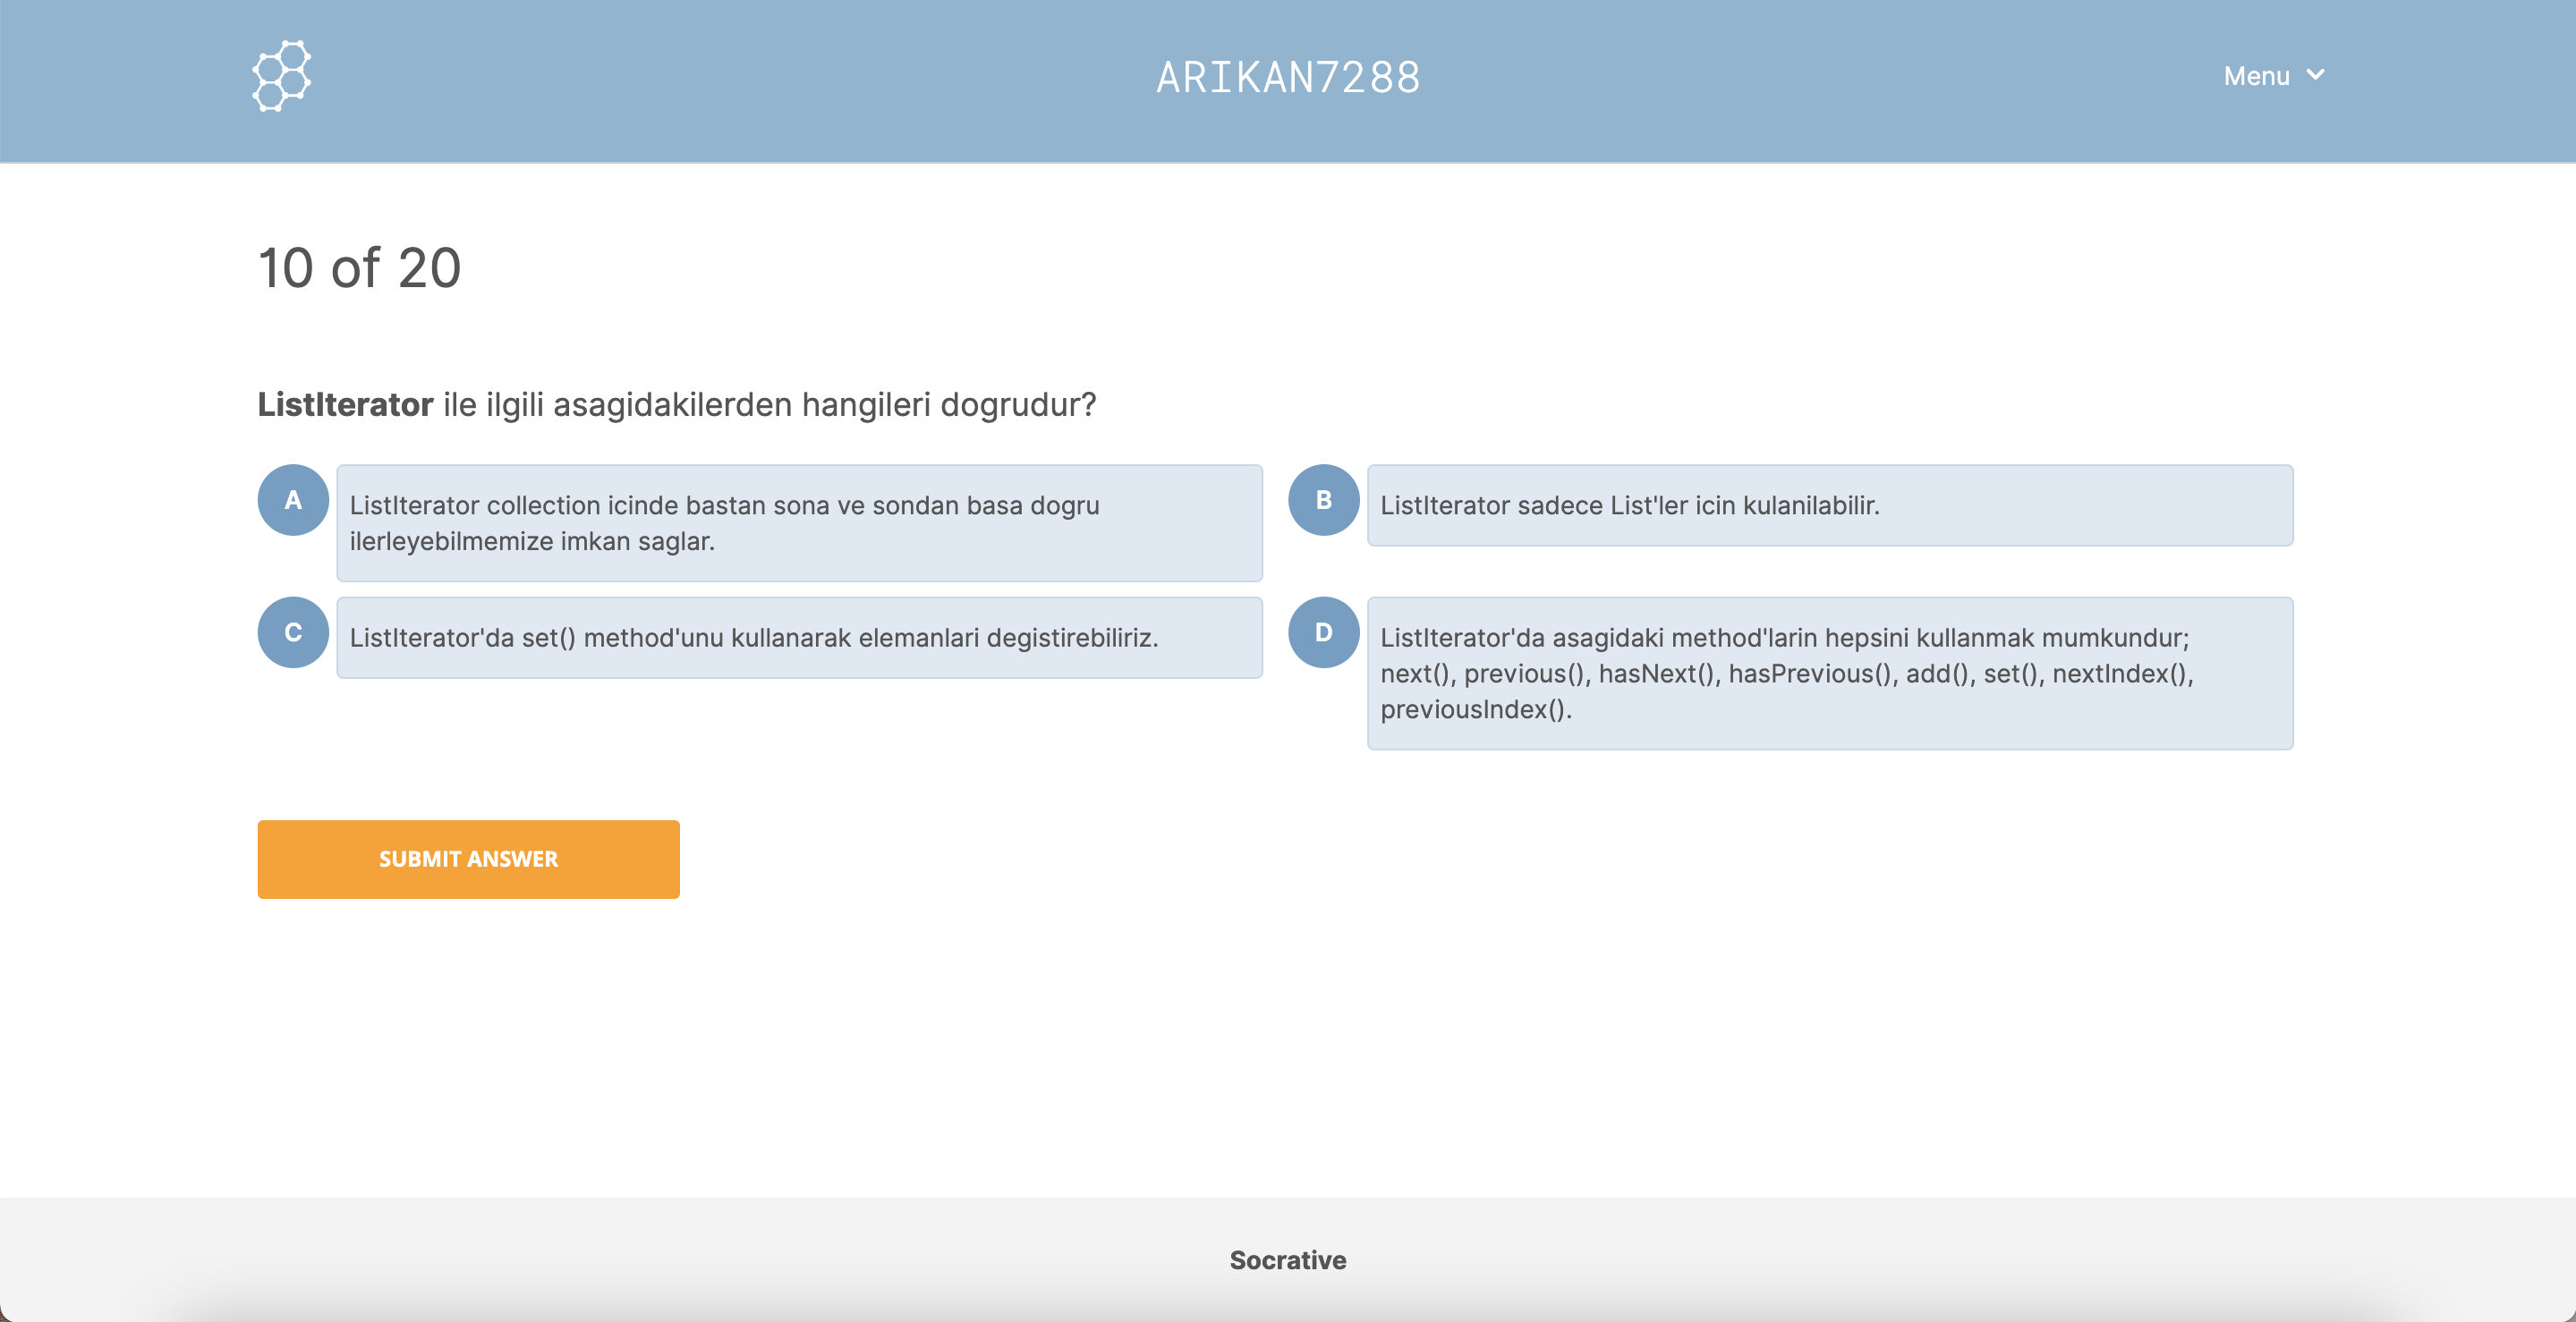 ARIKAN7288
Menu
10 of 20
ListIterator ile ilgili asagidakilerden hangileri dogrudur?
A
ListIterator collection icinde bastan sona ve sondan basa dogru
ilerleyebilmemize imkan saglar.
B
ListIterator sadece List'ler icin kulanilabilir.
C
ListIterator'da set() method'unu kullanarak elemanlari degistirebiliriz.
D
ListIterator'da asagidaki method'larin hepsini kullanmak mumkundur;
next(), previous(), hasNext(), hasPrevious(), add(), set(), nextIndex(),
previousIndex().
SUBMIT ANSWER
Socrative